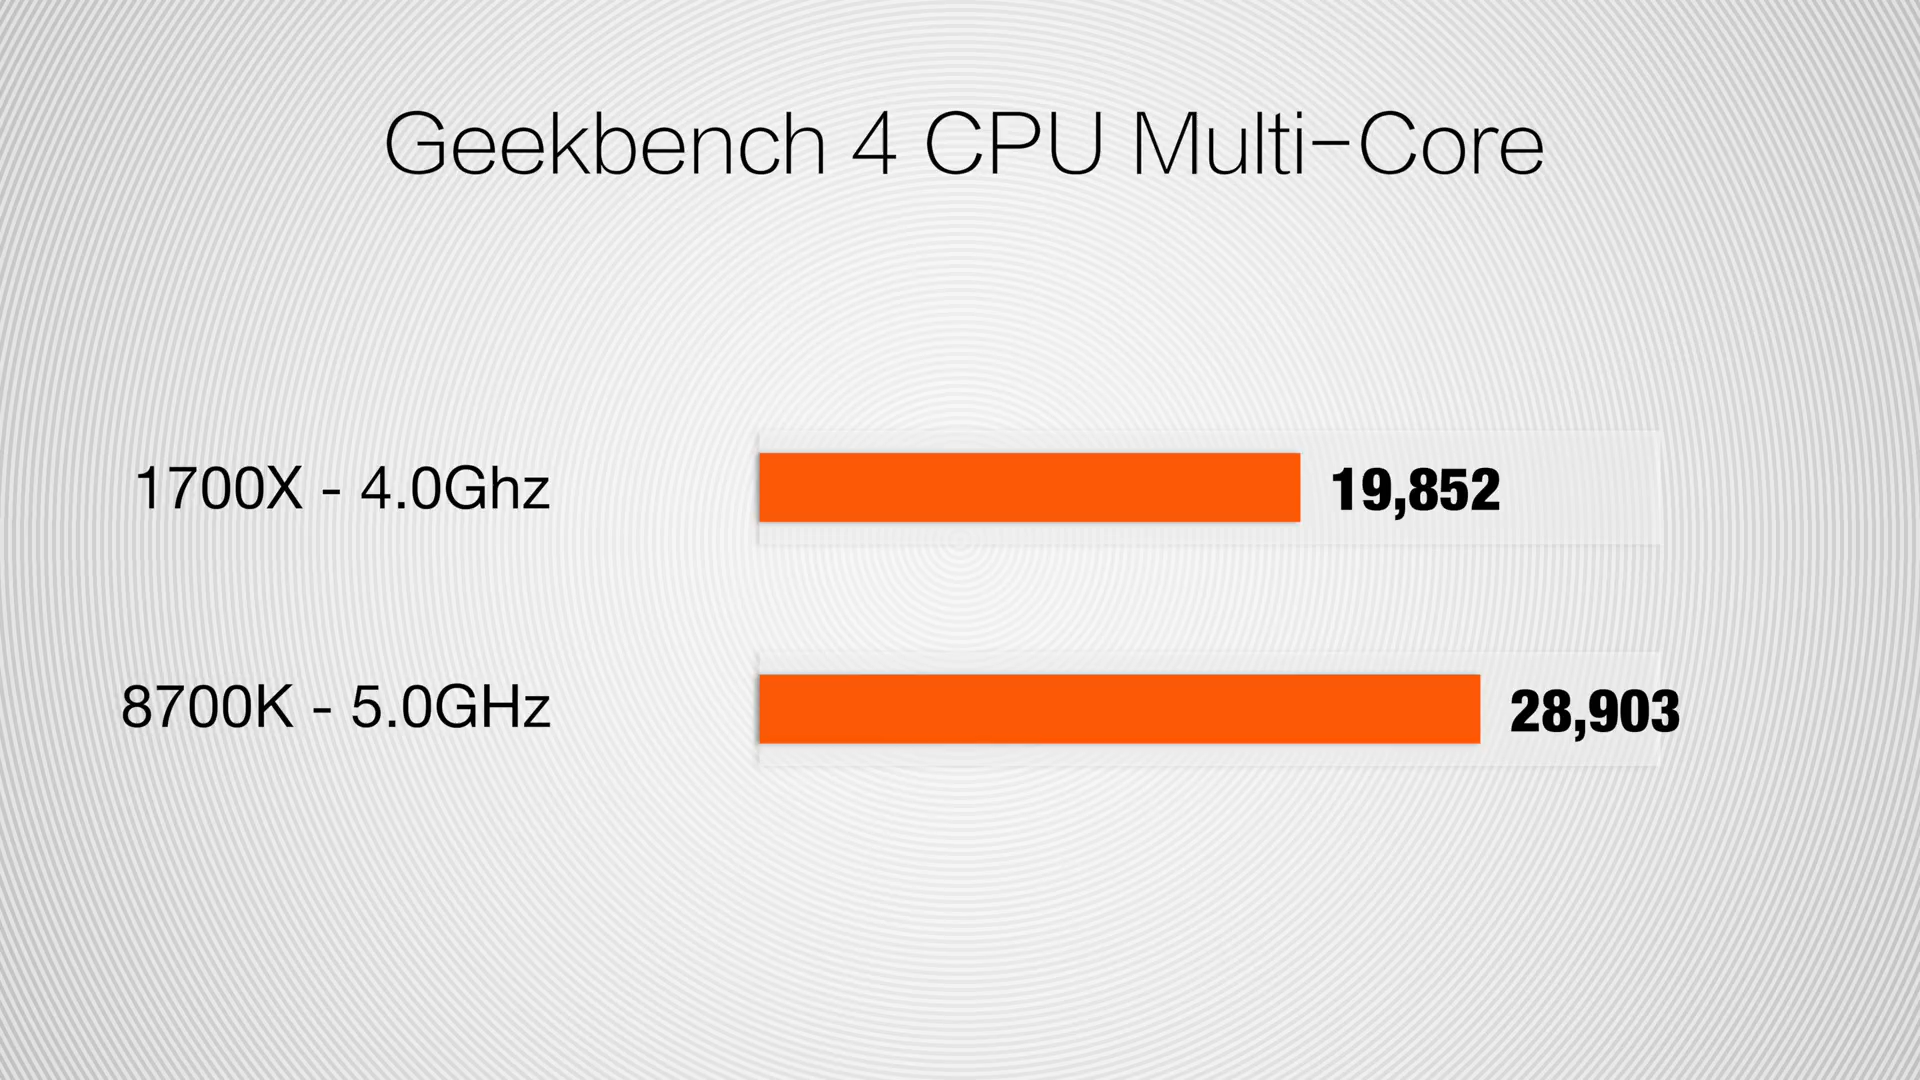 Geekbench 4 CPU Multi-Core
1700X - 4.0Ghz
19,852
8700K - 5.0GHz
28,903